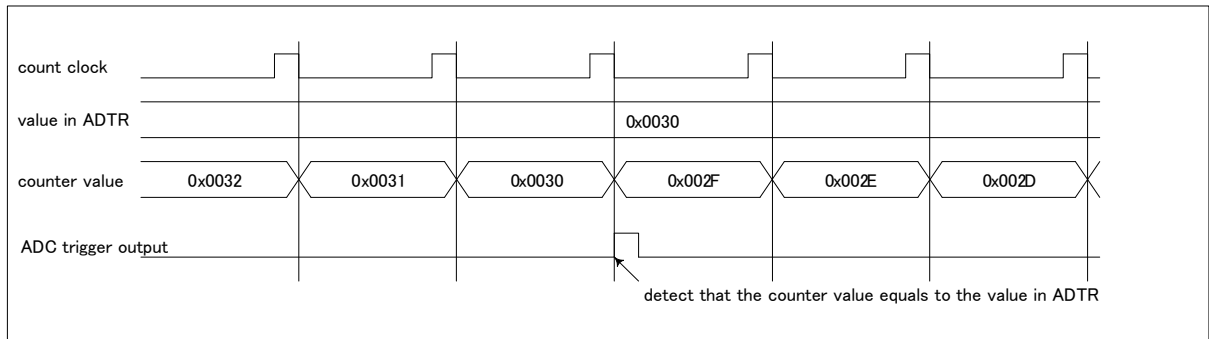 count clock
value in ADTR
0x0030
counter value
0x0032
0x0031
0x0030
0x002F
0x002E
0x002D
ADC trigger output
detect that the counter value equals to the value in ADTR